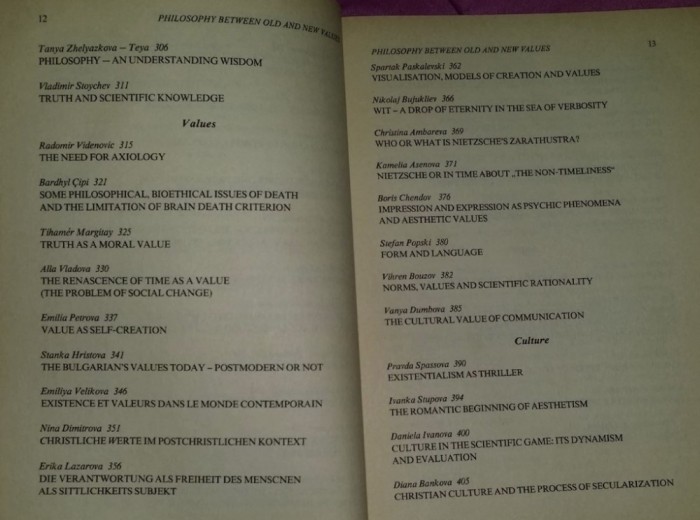 12
PHILOSOPHY BETWEEN OLD AND NEW VALUES
Tanya Zhelyazkova – Teya 306
PHILOSOPHY – AN UNDERSTANDING WISDOM
Vladimir Stoychev 311
TRUTH AND SCIENTIFIC KNOWLEDGE
Values
Radomir Videnovic 315
THE NEED FOR AXIOLOGY
Bardhyl Çipi 321
SOME PHILOSOPHICAL, BIOETHICAL ISSUES OF DEATH
AND THE LIMITATION OF BRAIN DEATH CRITERION
Tihamér Margitay 325
TRUTH AS A MORAL VALUE
Alla Vladova 330
THE RENASCENCE OF TIME AS A VALUE
(THE PROBLEM OF SOCIAL CHANGE)
Emilia Petrova 337
VALUE AS SELF-CREATION
Stanka Hristova 341
THE BULGARIAN'S VALUES TODAY – POSTMODERN OR NOT
Emiliya Velikova 346
EXISTENCE ET VALEURS DANS LE MONDE CONTEMPORAIN
Nina Dimitrova 351
CHRISTLICHE WERTE IM POSTCHRISTLICHEN KONTEXT
Erika Lazarova 356
DIE VERANTWORTUNG ALS FREIHEIT DES MENSCNEN
ALS SITTLICHKEITS SUBJEKT
PHILOSOPHY BETWEEN OLD AND NEW VALUES
13
Spartak Paskalevski 362
VISUALISATION, MODELS OF CREATION AND VALUES
Nikolaj Bujukliev 366
WIT – A DROP OF ETERNITY IN THE SEA OF VERBOSITY
Christina Ambareva 369
WHO OR WHAT IS NIETZSCHE'S ZARATHUSTRA?
Kamelia Asenova 371
NIETZSCHE OR IN TIME ABOUT „THE NON-TIMELINESS"
Boris Chendov 376
IMPRESSION AND EXPRESSION AS PSYCHIC PHENOMENA
AND AESTHETIC VALUES
Stefan Popski 380
FORM AND LANGUAGE
Vihren Bouzov 382
NORMS, VALUES AND SCIENTIFIC RATIONALITY
Vanya Dumbova 385
THE CULTURAL VALUE OF COMMUNICATION
Culture
Pravda Spassova 390
EXISTENTIALISM AS THRILLER
Ivanka Stupova 394
THE ROMANTIC BEGINNING OF AESTHETISM
Daniela Ivanova 400
CULTURE IN THE SCIENTIFIC GAME: ITS DYNAMISM
AND EVALUATION
Diana Bankova 405
CHRISTIAN CULTURE AND THE PROCESS OF SECULARIZATION